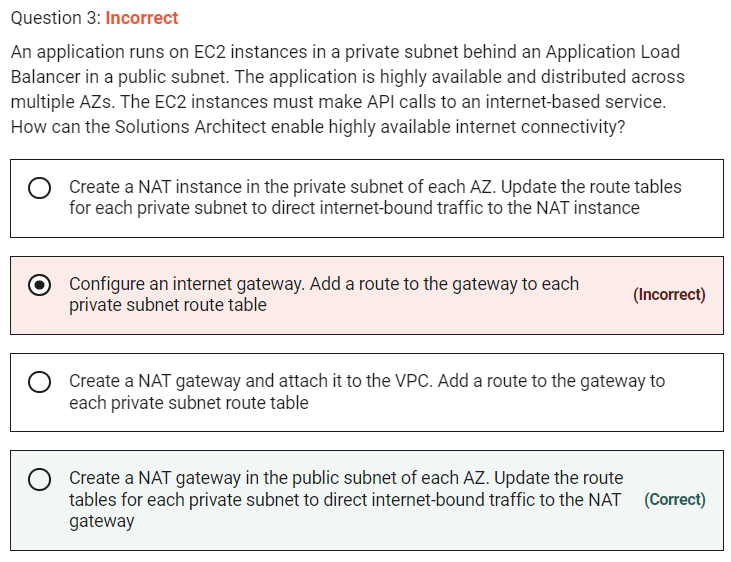 Question 3: Incorrect
An application runs on EC2 instances in a private subnet behind an Application Load
Balancer in a public subnet. The application is highly available and distributed across
multiple AZs. The EC2 instances must make API calls to an internet-based service.
How can the Solutions Architect enable highly available internet connectivity?
Create a NAT instance in the private subnet of each AZ. Update the route tables
for each private subnet to direct internet-bound traffic to the NAT instance
Configure an internet gateway. Add a route to the gateway to each
private subnet route table
(Incorrect)
Create a NAT gateway and attach it to the VPC. Add a route to the gateway to
each private subnet route table
Create a NAT gateway in the public subnet of each AZ. Update the route
tables for each private subnet to direct internet-bound traffic to the NAT
gateway
(Correct)